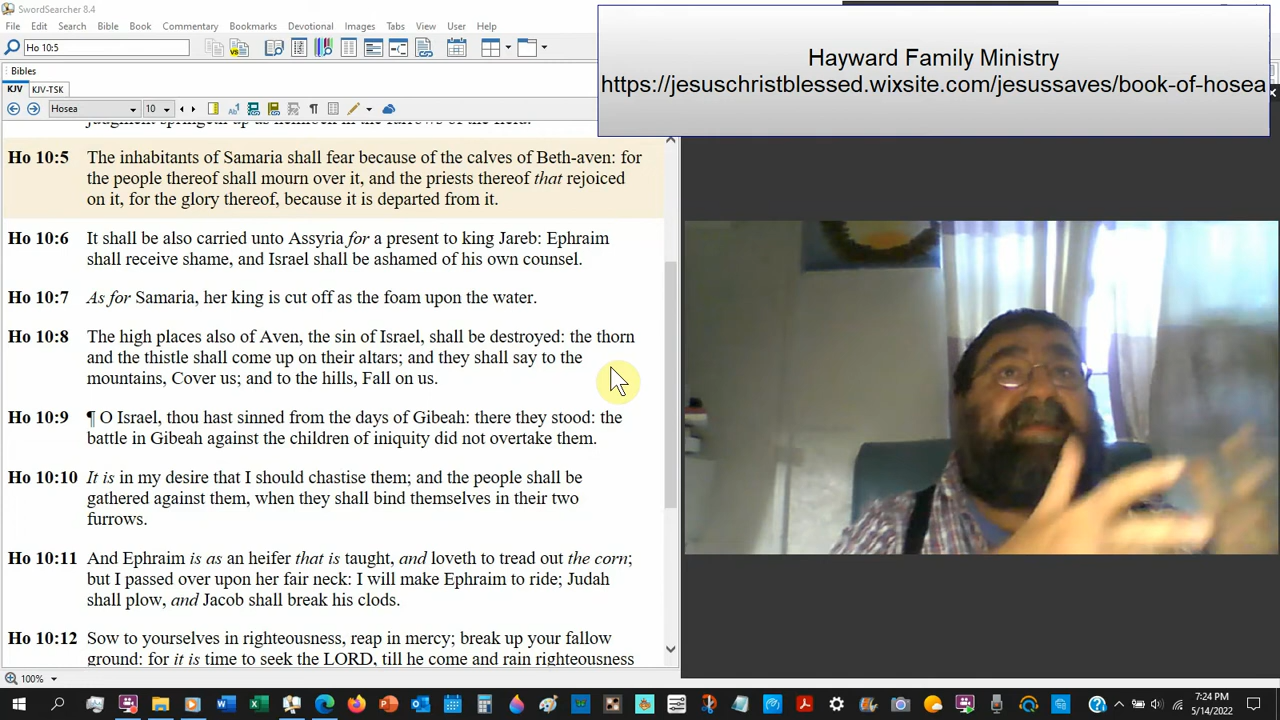 SwordSearcher 8.4
File Edit Search Bible Book Commentary Bookmarks Devotional Images Tabs View User Help
Ho 10:5
Bibles
KJV KJV-TSK
Hosea 10
Hayward Family Ministry
https://jesuschristblessed.wixsite.com/jesussaves/book-of-hosea
judgment springeth up as hemlock in the furrows of the field.
Ho 10:5 The inhabitants of Samaria shall fear because of the calves of Beth-aven: for
the people thereof shall mourn over it, and the priests thereof that rejoiced
on it, for the glory thereof, because it is departed from it.
Ho 10:6 It shall be also carried unto Assyria for a present to king Jareb: Ephraim
shall receive shame, and Israel shall be ashamed of his own counsel.
Ho 10:7 As for Samaria, her king is cut off as the foam upon the water.
Ho 10:8 The high places also of Aven, the sin of Israel, shall be destroyed: the thorn
and the thistle shall come up on their altars; and they shall say to the
mountains, Cover us; and to the hills, Fall on us.
Ho 10:9 ¶ O Israel, thou hast sinned from the days of Gibeah: there they stood: the
battle in Gibeah against the children of iniquity did not overtake them.
Ho 10:10 It is in my desire that I should chastise them; and the people shall be
gathered against them, when they shall bind themselves in their two
furrows.
Ho 10:11 And Ephraim is as an heifer that is taught, and loveth to tread out the corn;
but I passed over upon her fair neck: I will make Ephraim to ride; Judah
shall plow, and Jacob shall break his clods.
Ho 10:12 Sow to yourselves in righteousness, reap in mercy; break up your fallow
ground: for it is time to seek the LORD, till he come and rain righteousness
100%
7:24 PM
5/14/2022